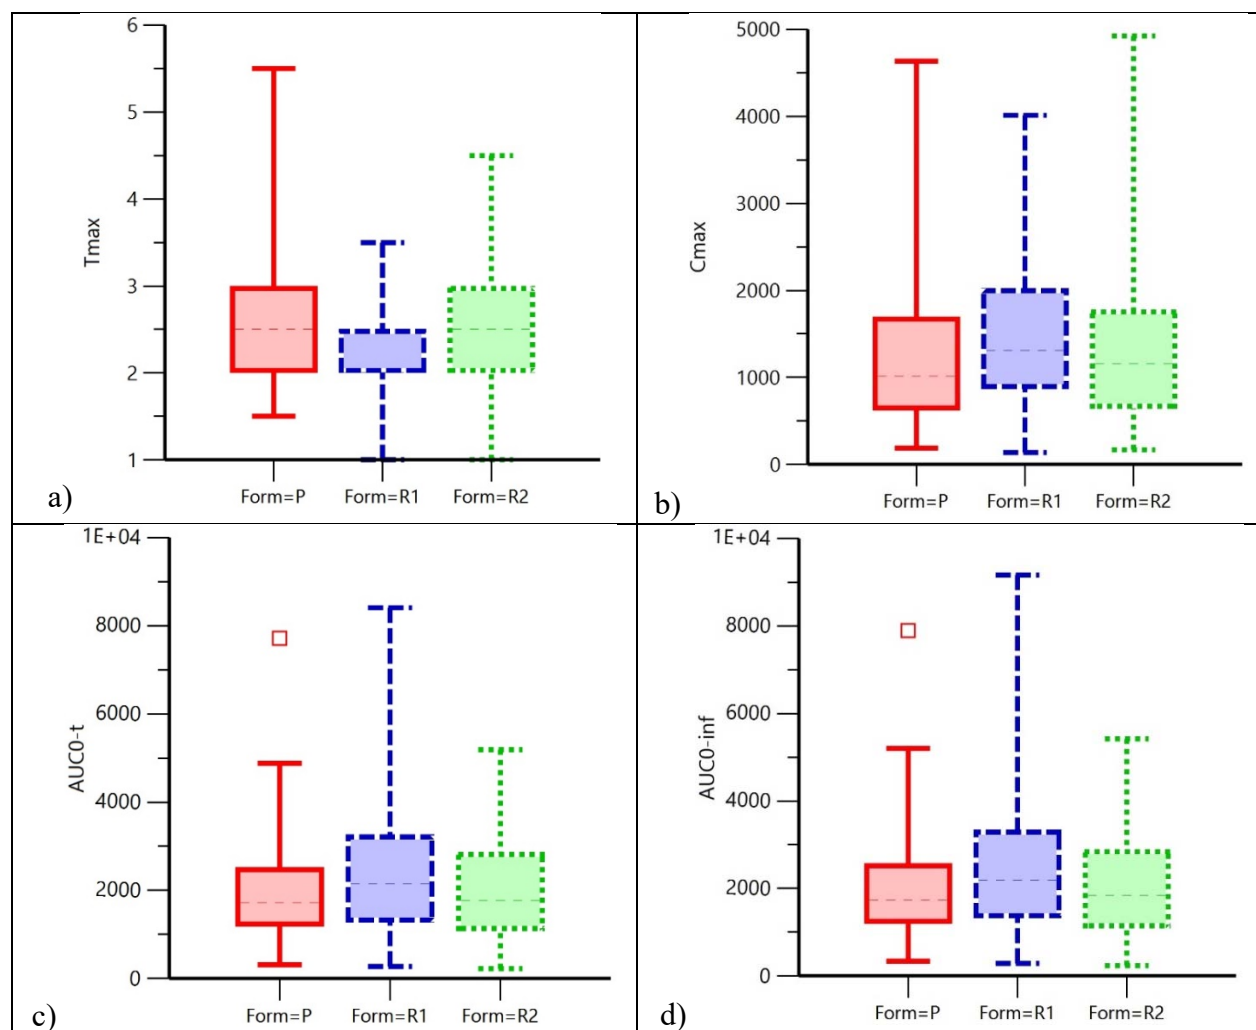 6
5
4
3
2
1
Tmax
Form=P Form=R1 Form=R2
a)
5000
4000
3000
2000
1000
0
Cmax
Form=P Form=R1 Form=R2
b)
1E+04
8000
6000
4000
2000
0
AUC0-t
Form=P Form=R1 Form=R2
c)
1E+04
8000
6000
4000
2000
0
AUC0-inf
Form=P Form=R1 Form=R2
d)